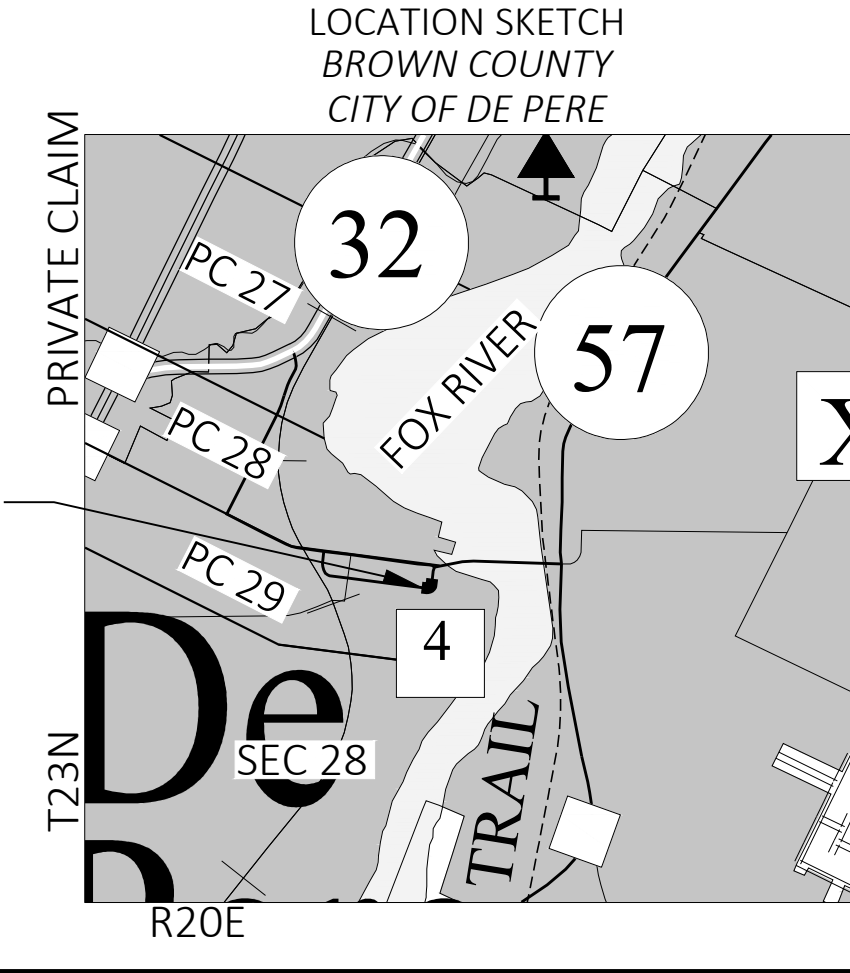 LOCATION SKETCH
BROWN COUNTY
CITY OF DE PERE
PRIVATE CLAIM
32
PC 27
57
FOX RIVER
X
PC 28
PC 29
4
De
SEC 28
T23N
TRAIL
R20E